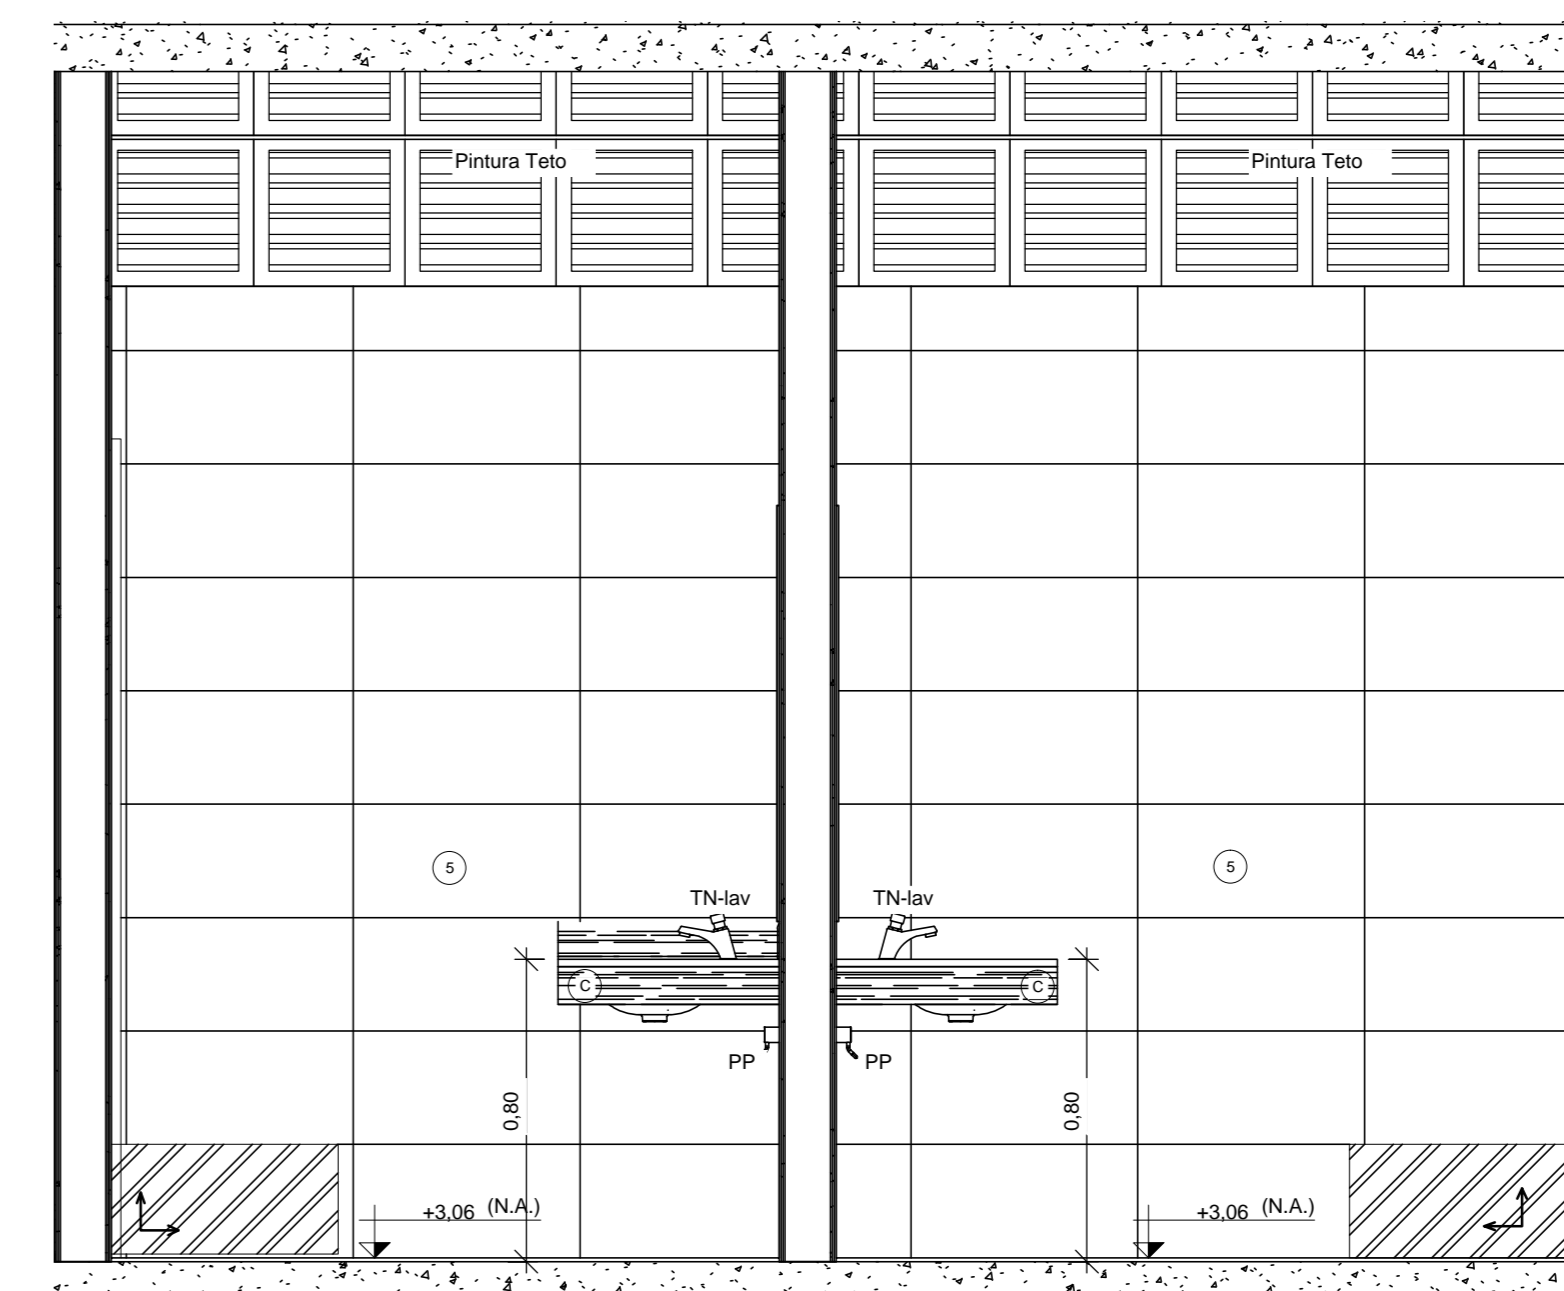 Pintura Teto
Pintura Teto
5
5
TN-lav
TN-lav
C
C
PP
PP
0,80
0,80
+3,06 (N.A.)
+3,06 (N.A.)